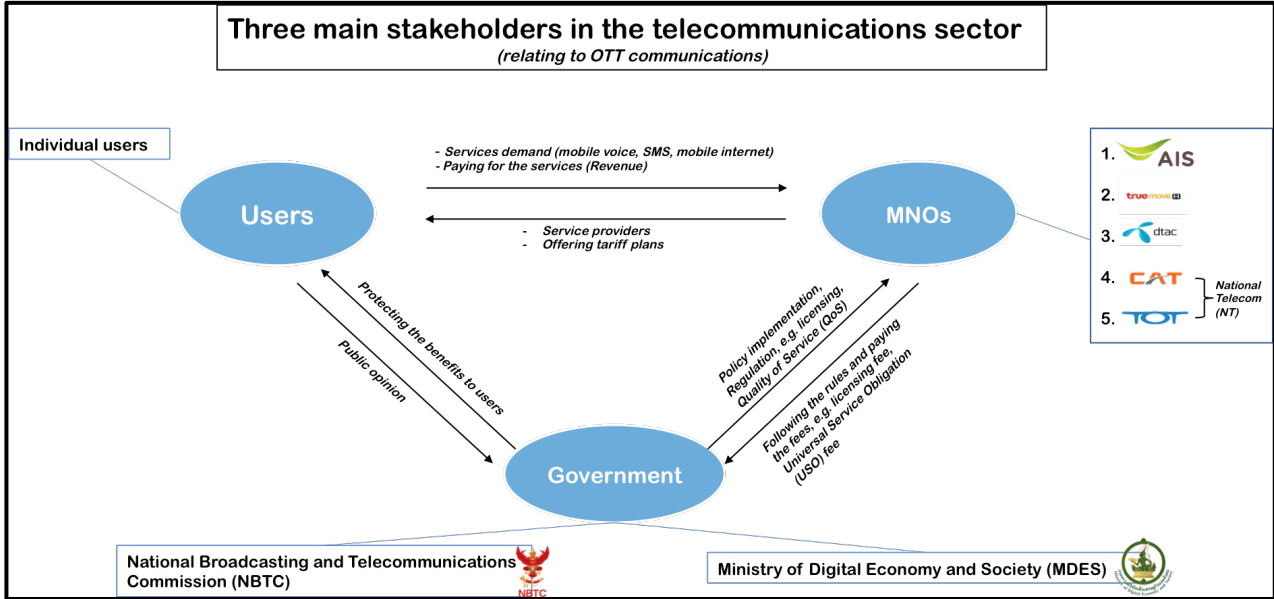 Three main stakeholders in the telecommunications sector
(relating to OTT communications)
Individual users
Users
- Services demand (mobile voice, SMS, mobile internet)
- Paying for the services (Revenue)
- Service providers
- Offering tariff plans
MNOs
1. AIS
2. truemove H
3. dtac
4. CAT
5. TOT
National
Telecom
(NT)
Protecting the benefits to users
Public opinion
Policy implementation,
Regulation, e.g. licensing,
Quality of Service (QoS)
Following the rules and paying
the fees, e.g. licensing fee,
Universal Service Obligation
(USO) fee
Government
National Broadcasting and Telecommunications
Commission (NBTC)
NBTC
Ministry of Digital Economy and Society (MDES)